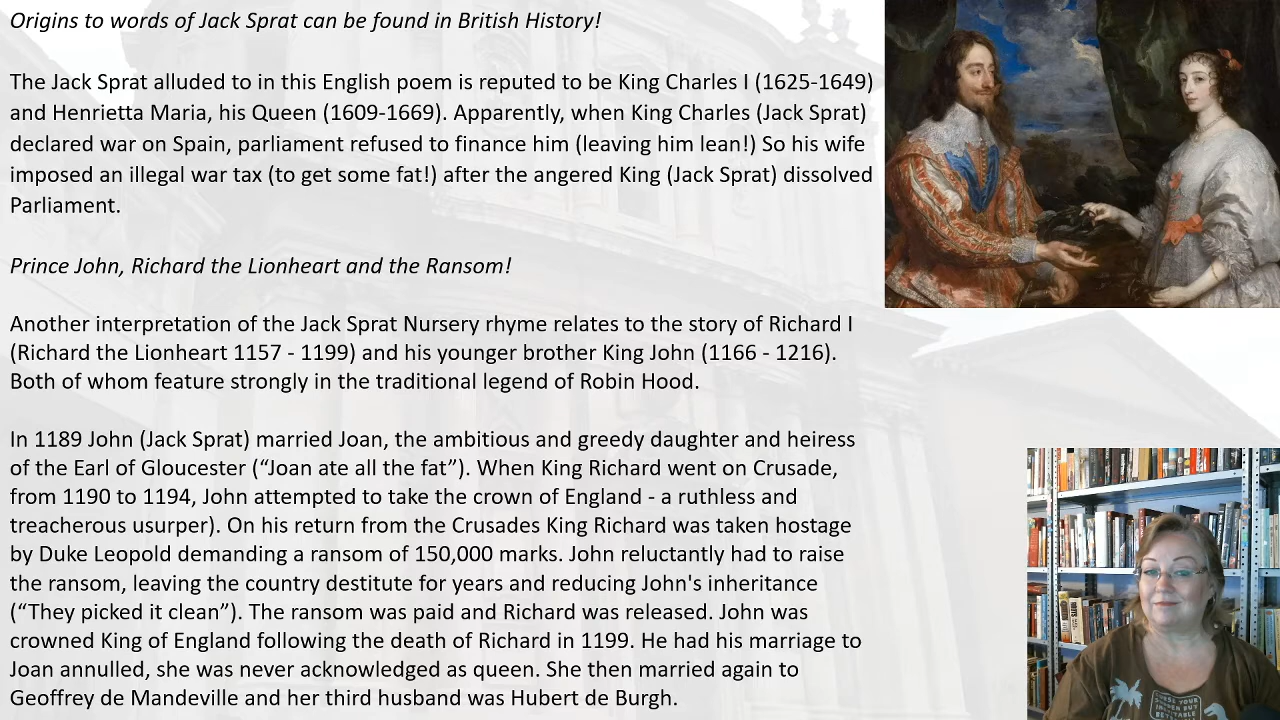 Origins to words of Jack Sprat can be found in British History!
The Jack Sprat alluded to in this English poem is reputed to be King Charles I (1625-1649)
and Henrietta Maria, his Queen (1609-1669). Apparently, when King Charles (Jack Sprat)
declared war on Spain, parliament refused to finance him (leaving him lean!) So his wife
imposed an illegal war tax (to get some fat!) after the angered King (Jack Sprat) dissolved
Parliament.
Prince John, Richard the Lionheart and the Ransom!
Another interpretation of the Jack Sprat Nursery rhyme relates to the story of Richard I
(Richard the Lionheart 1157 - 1199) and his younger brother King John (1166 - 1216).
Both of whom feature strongly in the traditional legend of Robin Hood.
In 1189 John (Jack Sprat) married Joan, the ambitious and greedy daughter and heiress
of the Earl of Gloucester (“Joan ate all the fat”). When King Richard went on Crusade,
from 1190 to 1194, John attempted to take the crown of England - a ruthless and
treacherous usurper). On his return from the Crusades King Richard was taken hostage
by Duke Leopold demanding a ransom of 150,000 marks. John reluctantly had to raise
the ransom, leaving the country destitute for years and reducing John's inheritance
(“They picked it clean”). The ransom was paid and Richard was released. John was
crowned King of England following the death of Richard in 1199. He had his marriage to
Joan annulled, she was never acknowledged as queen. She then married again to
Geoffrey de Mandeville and her third husband was Hubert de Burgh.